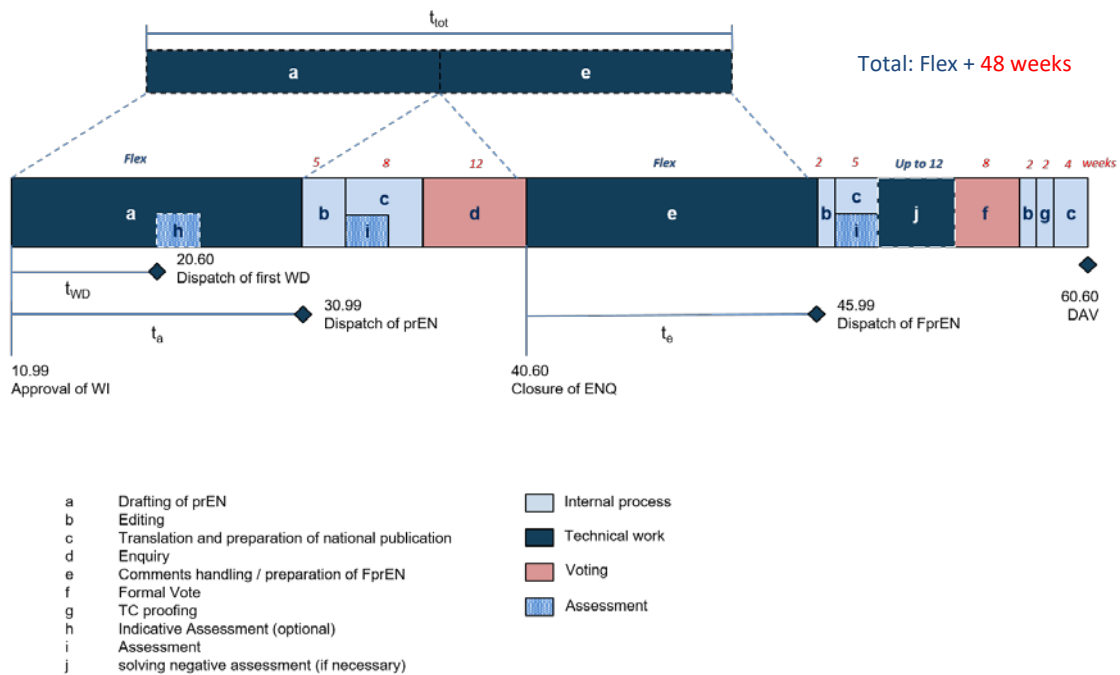 t_tot
a e
Total: Flex + 48 weeks
Flex 5 8 12 Flex 2 5 Up to 12 8 2 2 4 weeks
a h b c i d e b c i j f b g c
20.60
Dispatch of first WD
t_WD
30.99
Dispatch of prEN
t_a
45.99
Dispatch of FprEN
t_e
60.60
DAV
10.99
Approval of WI
40.60
Closure of ENQ
a Drafting of prEN
b Editing
c Translation and preparation of national publication
d Enquiry
e Comments handling / preparation of FprEN
f Formal Vote
g TC proofing
h Indicative Assessment (optional)
i Assessment
j solving negative assessment (if necessary)
Internal process
Technical work
Voting
Assessment